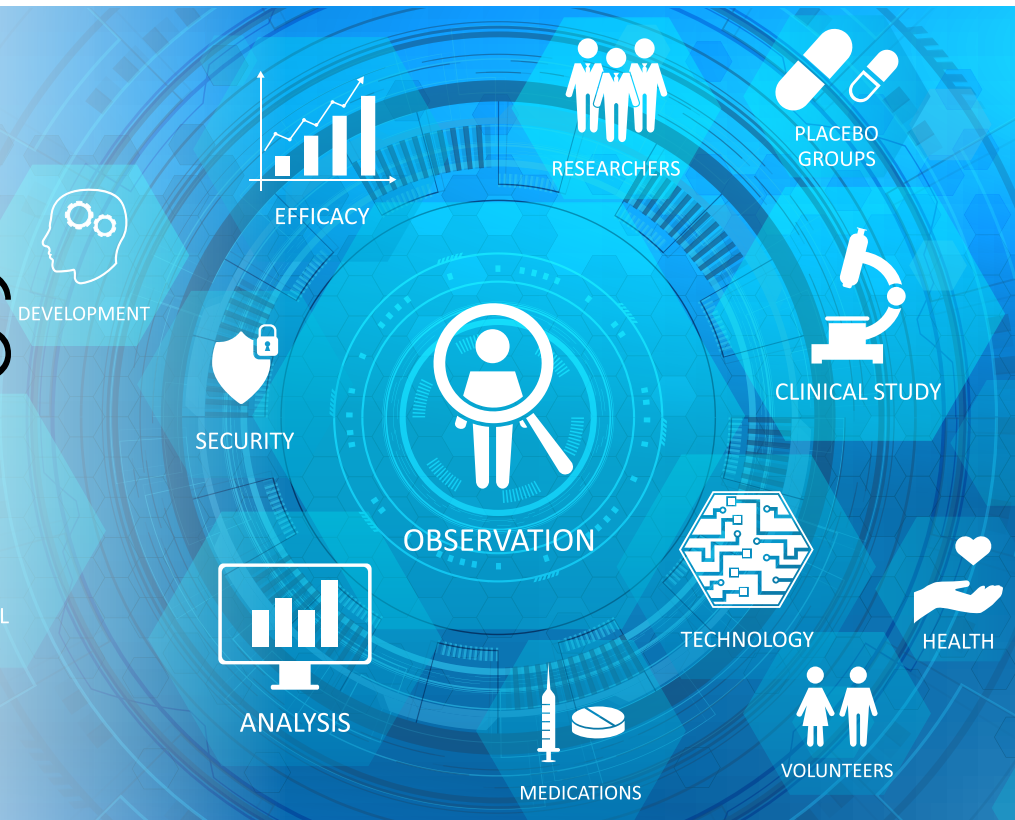 RESEARCHERS
PLACEBO
GROUPS
EFFICACY
DEVELOPMENT
CLINICAL STUDY
SECURITY
OBSERVATION
TECHNOLOGY
HEALTH
ANALYSIS
VOLUNTEERS
MEDICATIONS